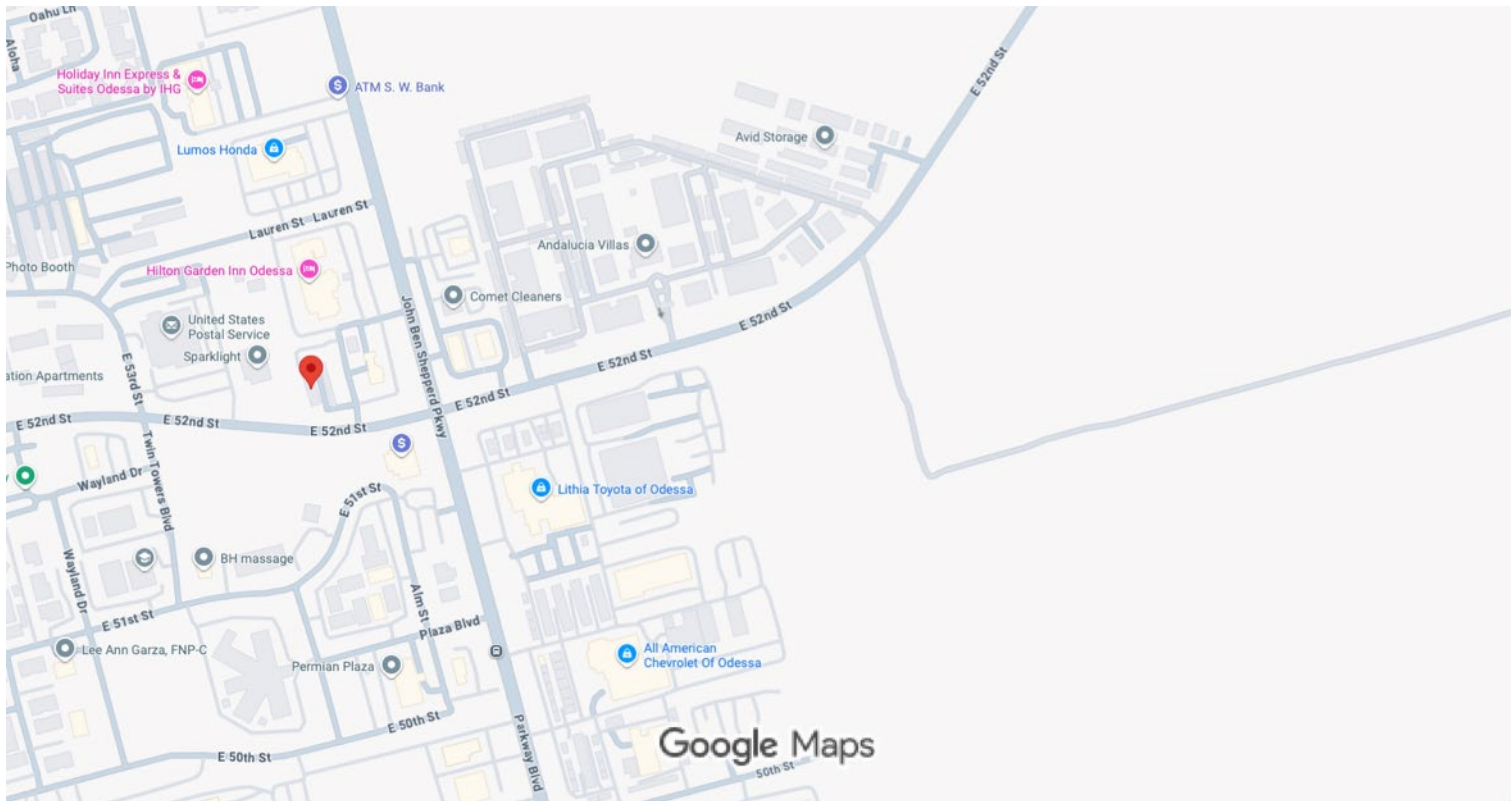 Oahu Ln
Aloha
Holiday Inn Express &
Suites Odessa by IHG
ATM S. W. Bank
E 52nd St
Lumos Honda
Avid Storage
Lauren St
Lauren St
Andalucia Villas
Photo Booth
Hilton Garden Inn Odessa
John Ben Shepperd Pkwy
Comet Cleaners
United States
Postal Service
E 52nd St
Sparklight
E 53rd St
E 52nd St
ation Apartments
E 52nd St
E 52nd St
E 52nd St
E 52nd St
Twin Towers Blvd
Wayland Dr
E 51st St
Lithia Toyota of Odessa
Wayland Dr
BH massage
Alm St
E 51st St
Plaza Blvd
Lee Ann Garza, FNP-C
Permian Plaza
All American
Chevrolet Of Odessa
E 50th St
Parkway Blvd
Google Maps
E 50th St
50th St